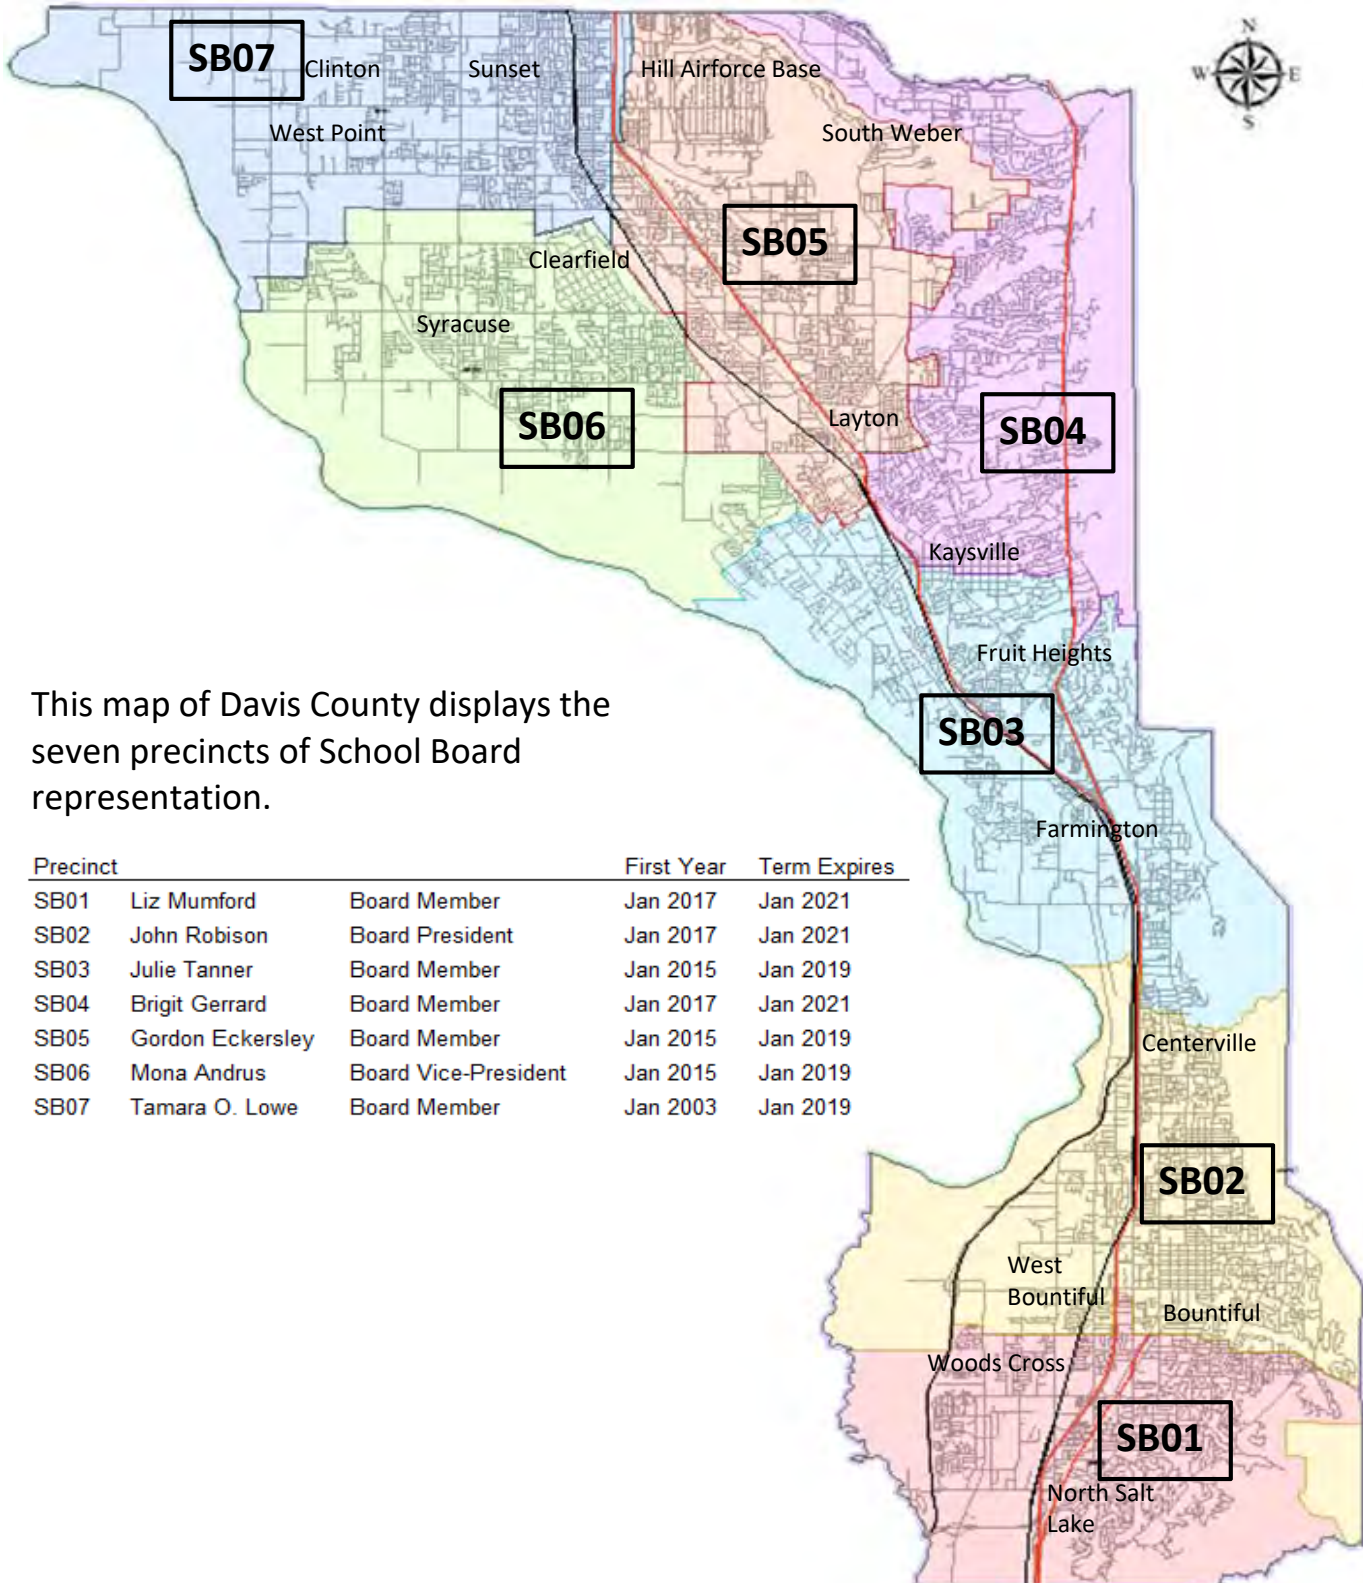 N
W E
S
SB07
Clinton
Sunset
Hill Airforce Base
West Point
South Weber
SB05
Clearfield
Syracuse
SB06
Layton
SB04
Kaysville
Fruit Heights
SB03
Farmington
This map of Davis County displays the
seven precincts of School Board
representation.
Precinct First Year Term Expires
SB01 Liz Mumford Board Member Jan 2017 Jan 2021
SB02 John Robison Board President Jan 2017 Jan 2021
SB03 Julie Tanner Board Member Jan 2015 Jan 2019
SB04 Brigit Gerrard Board Member Jan 2017 Jan 2021
SB05 Gordon Eckersley Board Member Jan 2015 Jan 2019
SB06 Mona Andrus Board Vice-President Jan 2015 Jan 2019
SB07 Tamara O. Lowe Board Member Jan 2003 Jan 2019
Centerville
SB02
West
Bountiful
Bountiful
Woods Cross
SB01
North Salt
Lake